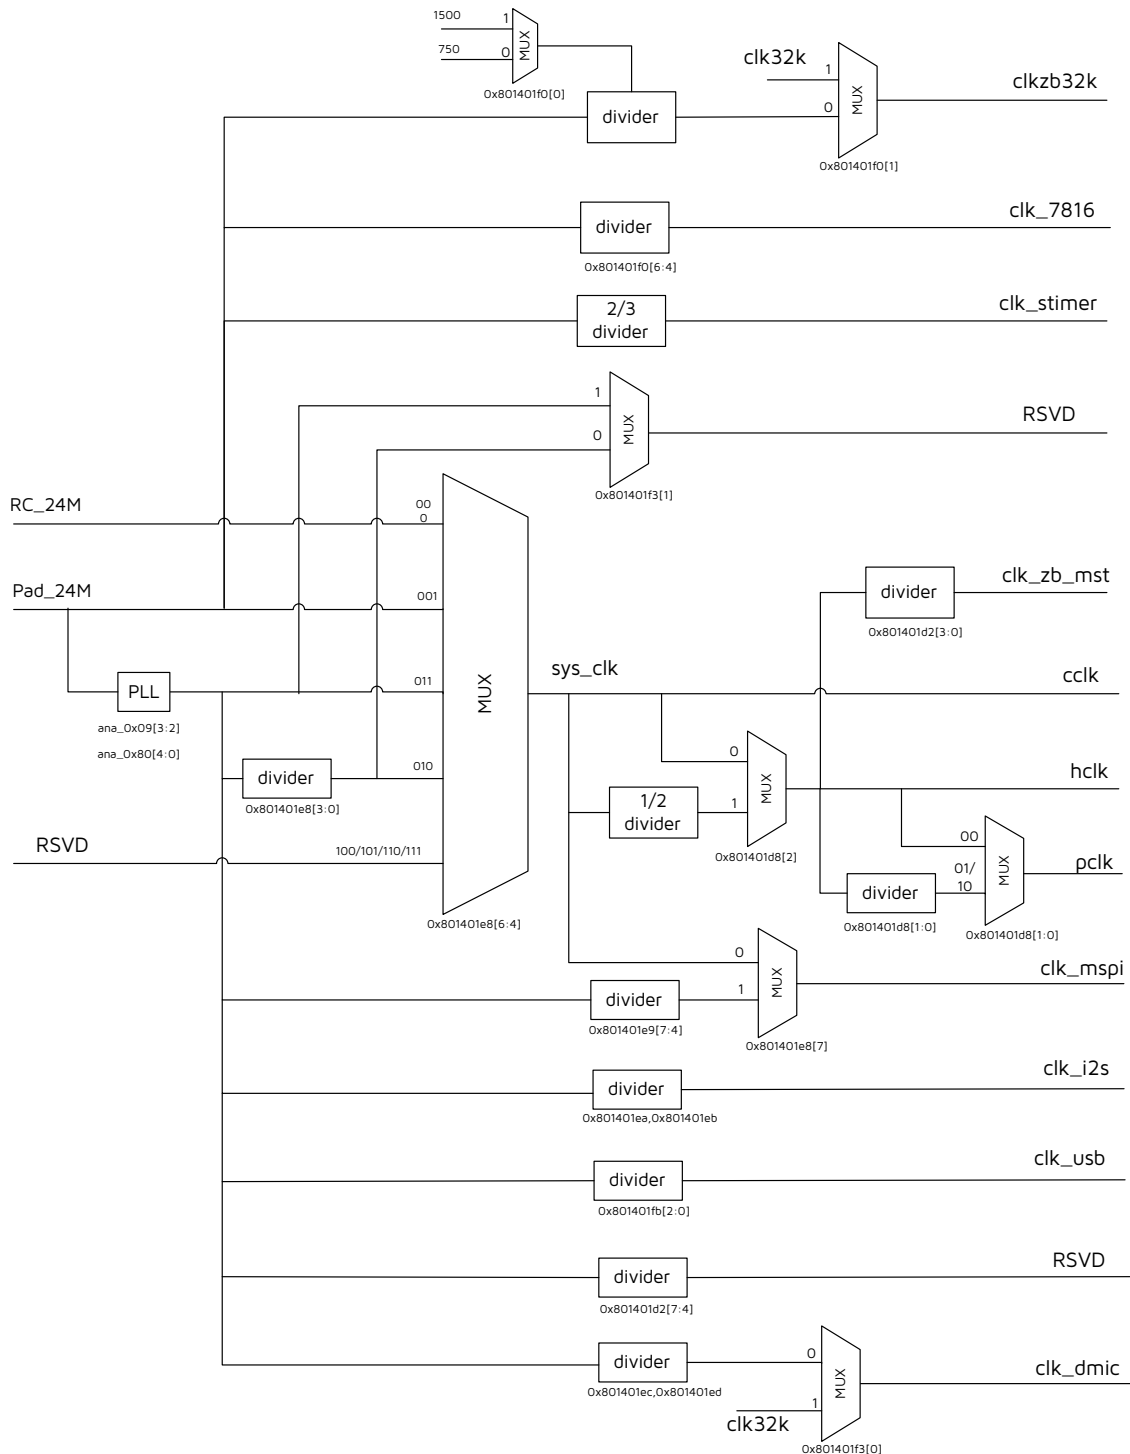 1500
1
750
0
MUX
0x801401f0[0]
clk32k
1
0
MUX
clkzb32k
divider
0x801401f0[1]
clk_7816
divider
0x801401f0[6:4]
clk_stimer
2/3
divider
1
0
MUX
RSVD
0x801401f3[1]
RC_24M
00
0
Pad_24M
001
clk_zb_mst
divider
0x801401d2[3:0]
sys_clk
cclk
PLL
011
MUX
ana_0x09[3:2]
ana_0x80[4:0]
divider
010
0x801401e8[3:0]
0
1
MUX
hclk
1/2
divider
0x801401d8[2]
RSVD
100/101/110/111
0x801401e8[6:4]
00
01/
10
MUX
pclk
divider
0x801401d8[1:0]
0x801401d8[1:0]
0
1
MUX
clk_mspi
divider
0x801401e9[7:4]
0x801401e8[7]
clk_i2s
divider
0x801401ea,0x801401eb
clk_usb
divider
0x801401fb[2:0]
RSVD
divider
0x801401d2[7:4]
divider
0x801401ec,0x801401ed
0
1
MUX
clk_dmic
clk32k
0x801401f3[0]